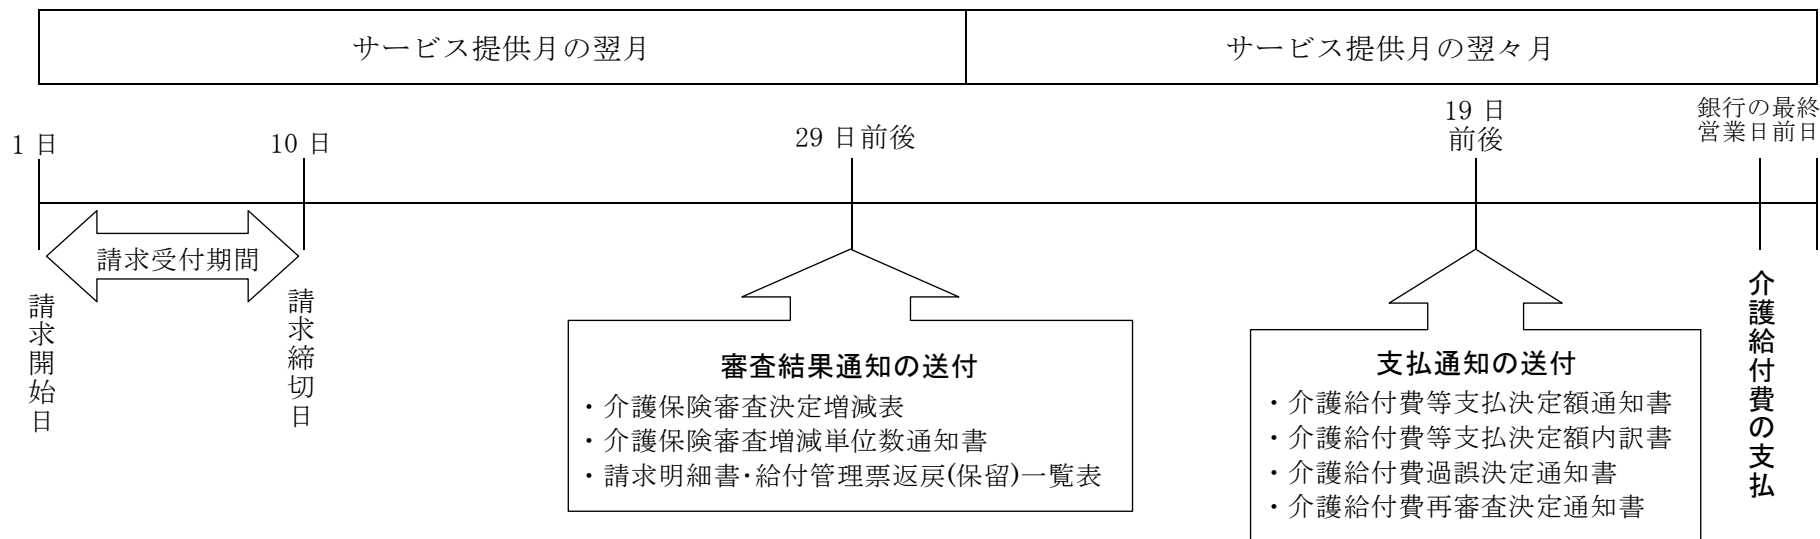 サービス提供月の翌月
サービス提供月の翌々月
1 日
10 日
29 日前後
19 日
前後
銀行の最終
営業日前日
請求受付期間
請求開始日
請求締切日
審査結果通知の送付
・介護保険審査決定増減表
・介護保険審査増減単位数通知書
・請求明細書・給付管理票返戻(保留)一覧表
支払通知の送付
・介護給付費等支払決定額通知書
・介護給付費等支払決定額内訳書
・介護給付費過誤決定通知書
・介護給付費再審査決定通知書
介護給付費の支払